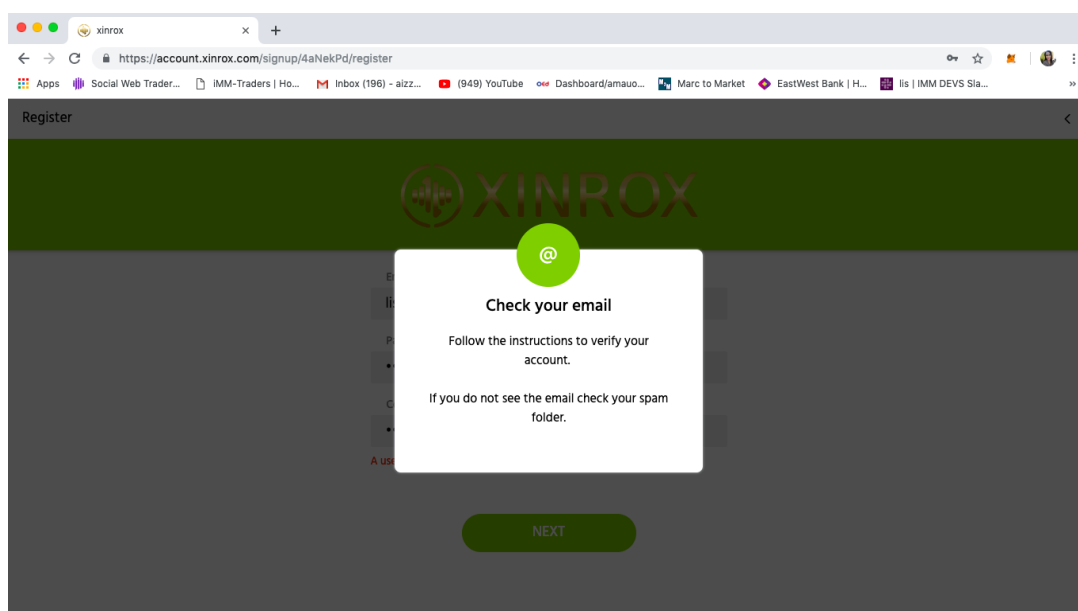 xinrox
https://account.xinrox.com/signup/4aNekPd/register
Apps Social Web Trader... iMM-Traders | Ho... Inbox (196) - aizz... (949) YouTube Dashboard/amauo... Marc to Market EastWest Bank | H... lis | IMM DEVS Sla... »
Register
XINROX
@
Check your email
Follow the instructions to verify your
account.
If you do not see the email check your spam
folder.
A use
NEXT